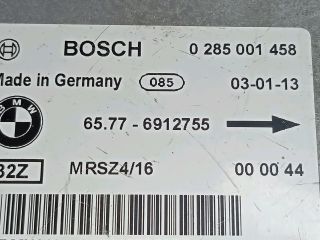 BOSCH 0 285 001 458
Made in Germany 085 03-01-13
BMW
65.77 - 6912755
32Z MRSZ4/16 00 00 44